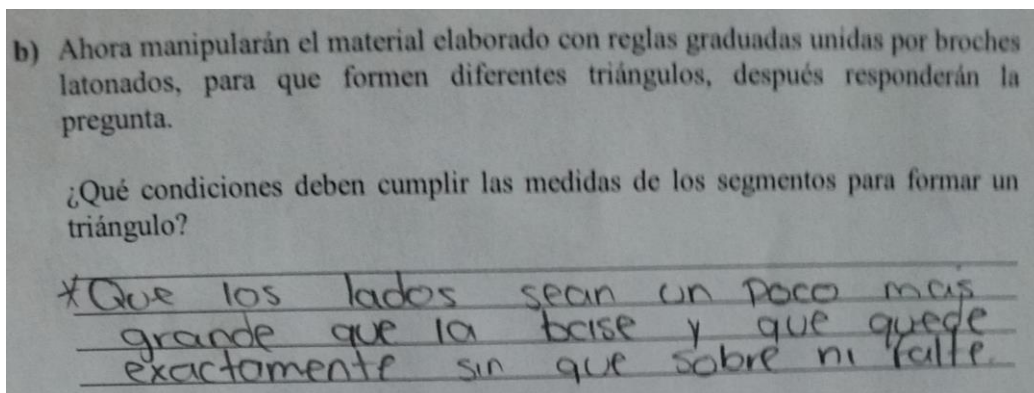 b) Ahora manipularán el material elaborado con reglas graduadas unidas por broches
latonados, para que formen diferentes triángulos, después responderán la
pregunta.
¿Qué condiciones deben cumplir las medidas de los segmentos para formar un
triángulo?
*Que los lados sean un poco mas
grande que la base y que quede
exactamente sin que sobre ni falte.